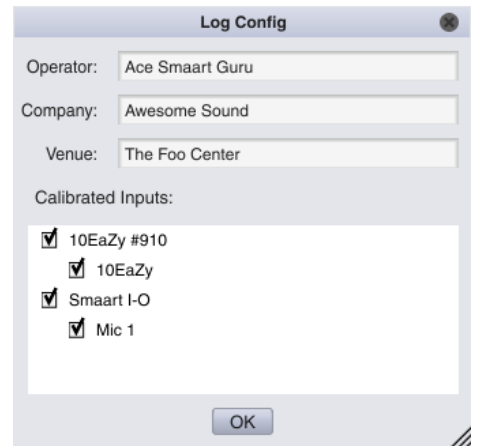 Log Config
Operator: Ace Smaart Guru
Company: Awesome Sound
Venue: The Foo Center
Calibrated Inputs:
10EaZy #910
10EaZy
Smaart I-O
Mic 1
OK